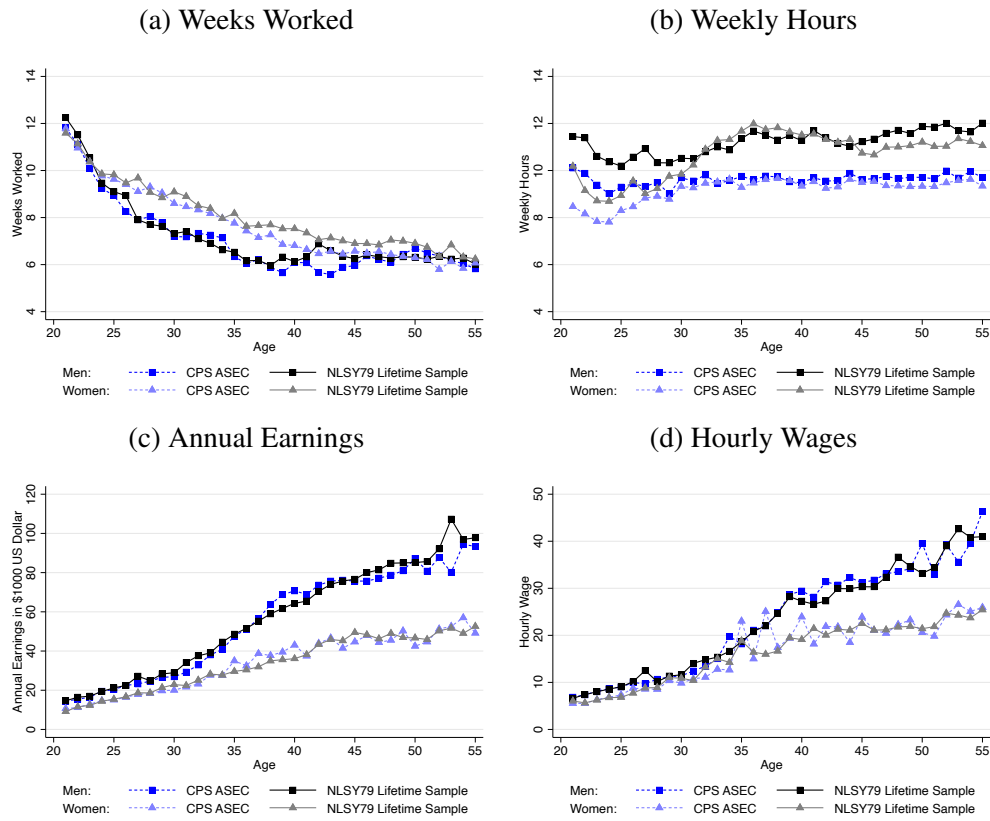 (a) Weeks Worked
Weeks Worked
4 6 8 10 12 14
20 25 30 35 40 45 50 55
Age
Men: CPS ASEC NLSY79 Lifetime Sample
Women: CPS ASEC NLSY79 Lifetime Sample
(b) Weekly Hours
Weekly Hours
4 6 8 10 12 14
20 25 30 35 40 45 50 55
Age
Men: CPS ASEC NLSY79 Lifetime Sample
Women: CPS ASEC NLSY79 Lifetime Sample
(c) Annual Earnings
Annual Earnings in $1000 US Dollar
0 20 40 60 80 100 120
20 25 30 35 40 45 50 55
Age
Men: CPS ASEC NLSY79 Lifetime Sample
Women: CPS ASEC NLSY79 Lifetime Sample
(d) Hourly Wages
Hourly Wage
0 10 20 30 40 50
20 25 30 35 40 45 50 55
Age
Men: CPS ASEC NLSY79 Lifetime Sample
Women: CPS ASEC NLSY79 Lifetime Sample